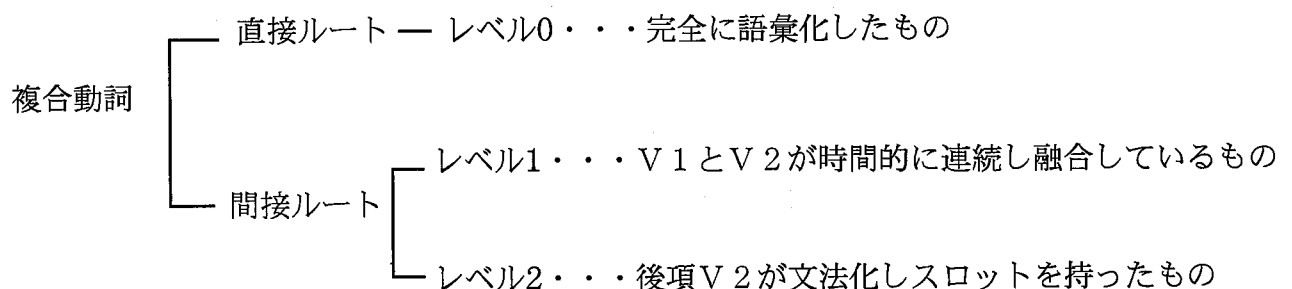 直接ルート ― レベル0・・・完全に語彙化したもの
複合動詞
レベル1・・・V1とV2が時間的に連続し融合しているもの
間接ルート
レベル2・・・後項V2が文法化しスロットを持ったもの